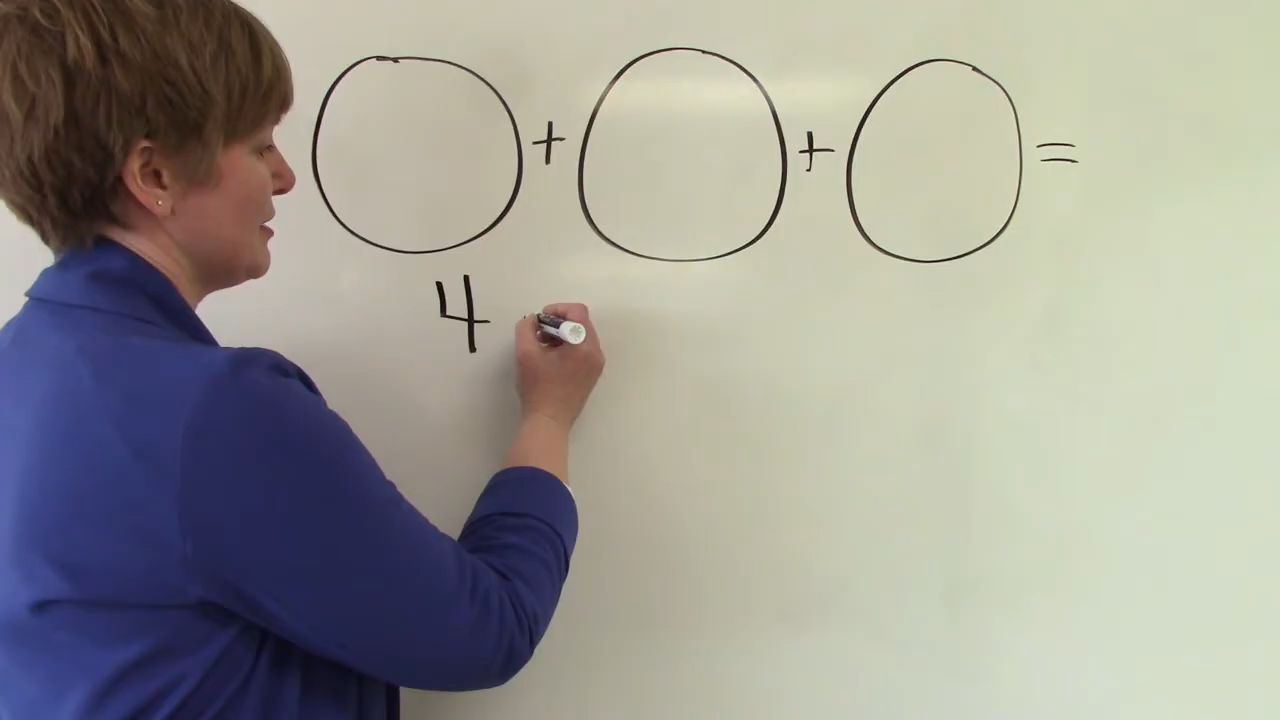 + + =
4